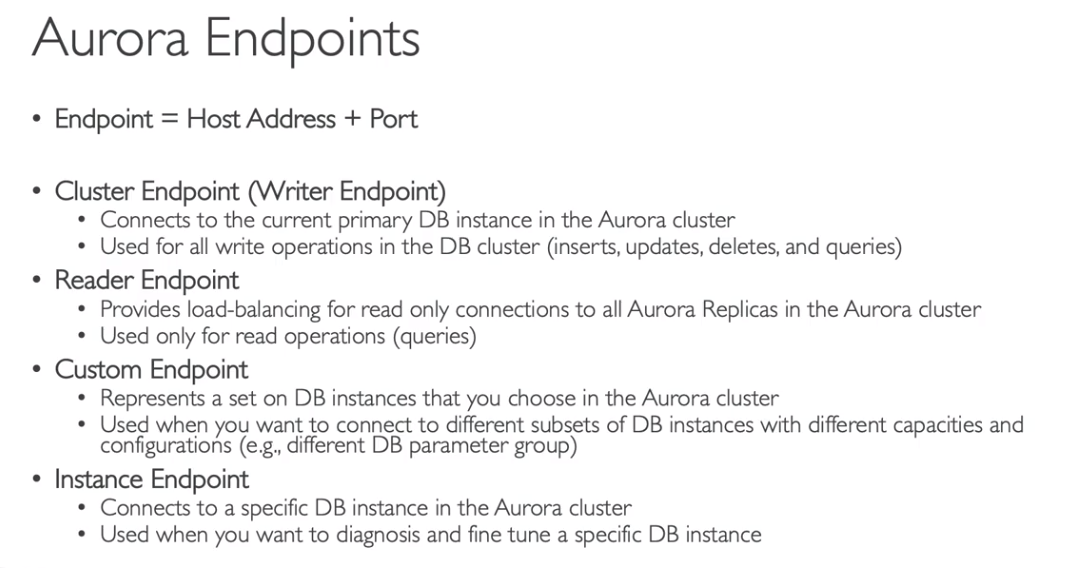 Aurora Endpoints
• Endpoint = Host Address + Port
• Cluster Endpoint (Writer Endpoint)
• Connects to the current primary DB instance in the Aurora cluster
• Used for all write operations in the DB cluster (inserts, updates, deletes, and queries)
• Reader Endpoint
• Provides load-balancing for read only connections to all Aurora Replicas in the Aurora cluster
• Used only for read operations (queries)
• Custom Endpoint
• Represents a set on DB instances that you choose in the Aurora cluster
• Used when you want to connect to different subsets of DB instances with different capacities and
configurations (e.g., different DB parameter group)
• Instance Endpoint
• Connects to a specific DB instance in the Aurora cluster
• Used when you want to diagnosis and fine tune a specific DB instance